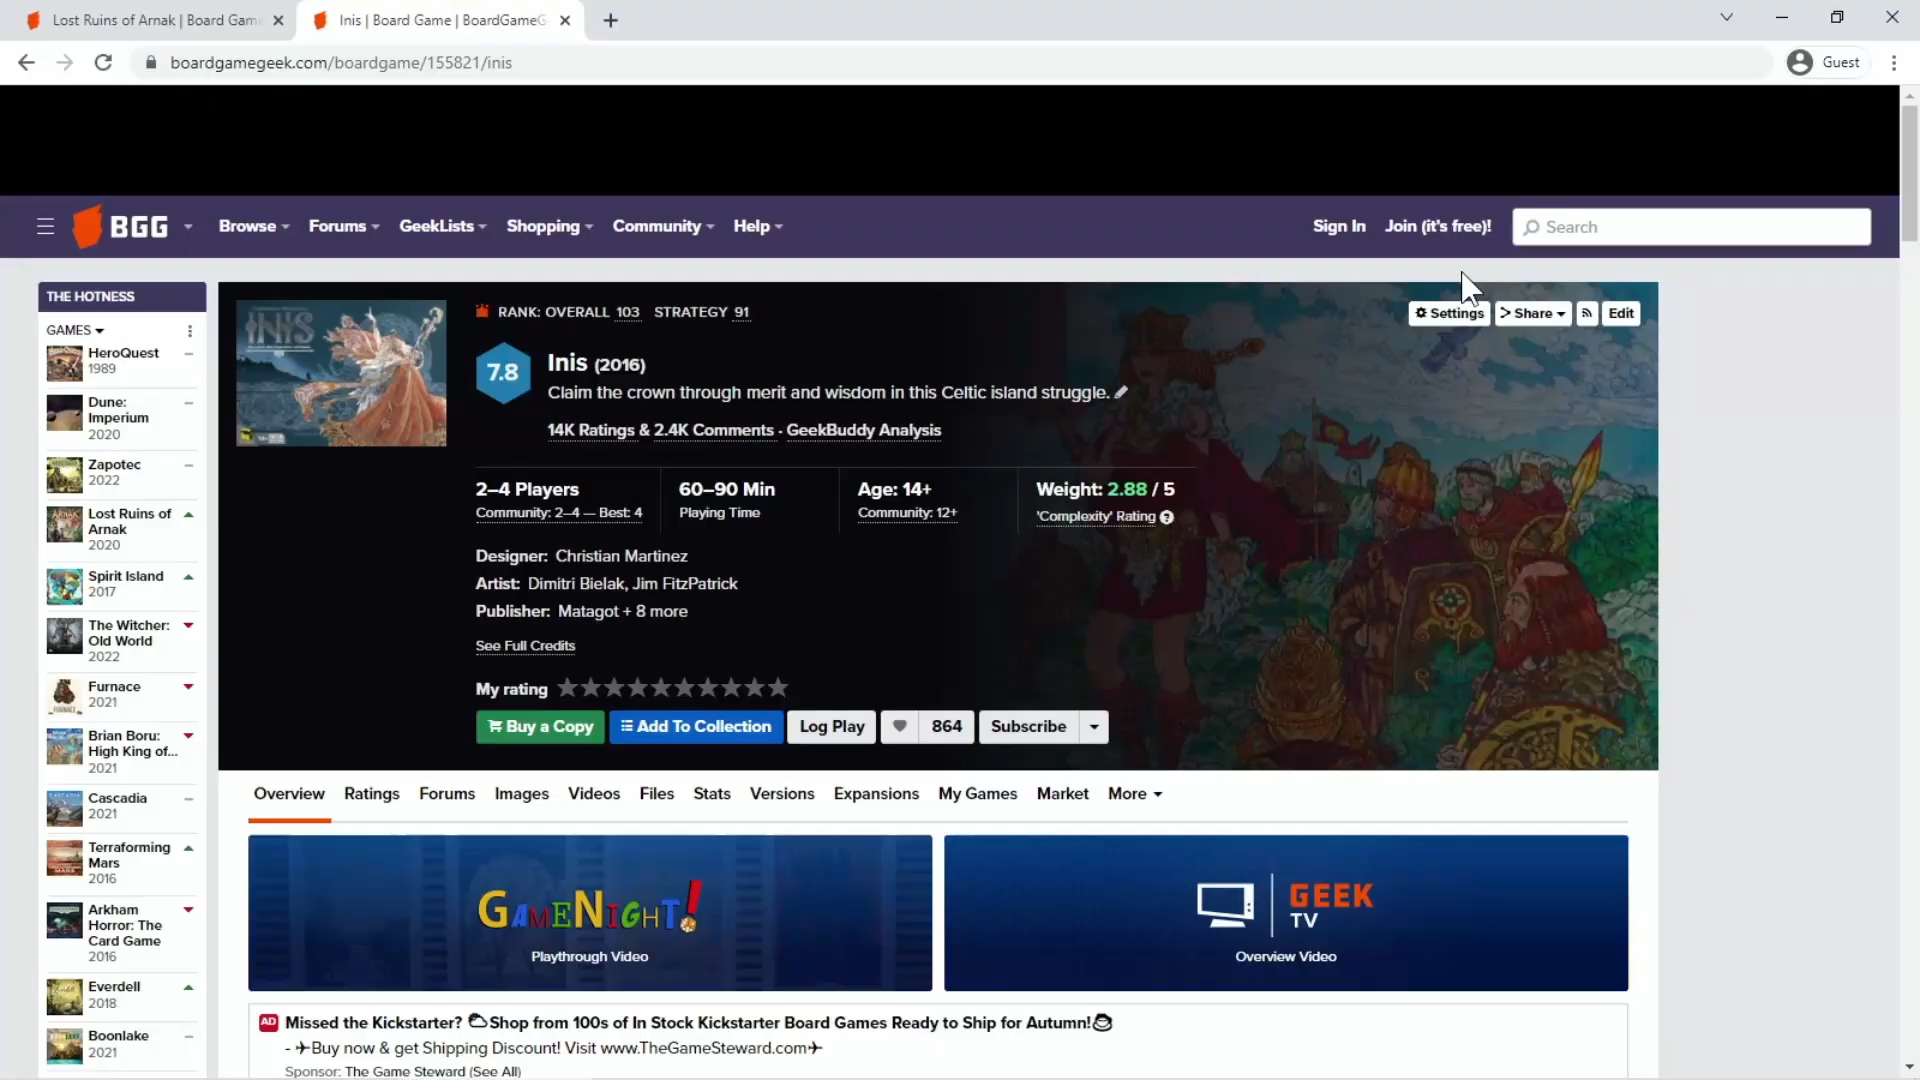 Lost Ruins of Arnak | Board Gam
Inis | Board Game | BoardGameG
boardgamegeek.com/boardgame/155821/inis
Guest
BGG
Browse
Forums
GeekLists
Shopping
Community
Help
Sign In
Join (it's free)!
Search
THE HOTNESS
GAMES
HeroQuest
1989
Dune:
Imperium
2020
Zapotec
2022
Lost Ruins of
Arnak
2020
Spirit Island
2017
The Witcher:
Old World
2022
Furnace
2021
Brian Boru:
High King of...
2021
Cascadia
2021
Terraforming
Mars
2016
Arkham
Horror: The
Card Game
2016
Everdell
2018
Boonlake
2021
INIS
RANK: OVERALL 103 STRATEGY 91
Settings
Share
Edit
7.8
Inis (2016)
Claim the crown through merit and wisdom in this Celtic island struggle.
14K Ratings & 2.4K Comments · GeekBuddy Analysis
2–4 Players
Community: 2–4 — Best: 4
60–90 Min
Playing Time
Age: 14+
Community: 12+
Weight: 2.88 / 5
'Complexity' Rating
Designer: Christian Martinez
Artist: Dimitri Bielak, Jim FitzPatrick
Publisher: Matagot + 8 more
See Full Credits
My rating
Buy a Copy
Add To Collection
Log Play
864
Subscribe
Overview
Ratings
Forums
Images
Videos
Files
Stats
Versions
Expansions
My Games
Market
More
GAMENIGHT!
Playthrough Video
GEEK
TV
Overview Video
AD
Missed the Kickstarter? Shop from 100s of In Stock Kickstarter Board Games Ready to Ship for Autumn!
- ✈Buy now & get Shipping Discount! Visit www.TheGameSteward.com✈
Sponsor: The Game Steward (See All)